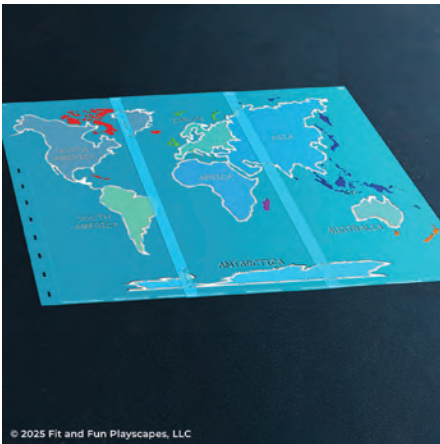 NORTH
AMERICA
EUROPE
ASIA
AFRICA
SOUTH
AMERICA
AUSTRALIA
ANTARCTICA
© 2025 Fit and Fun Playscapes, LLC